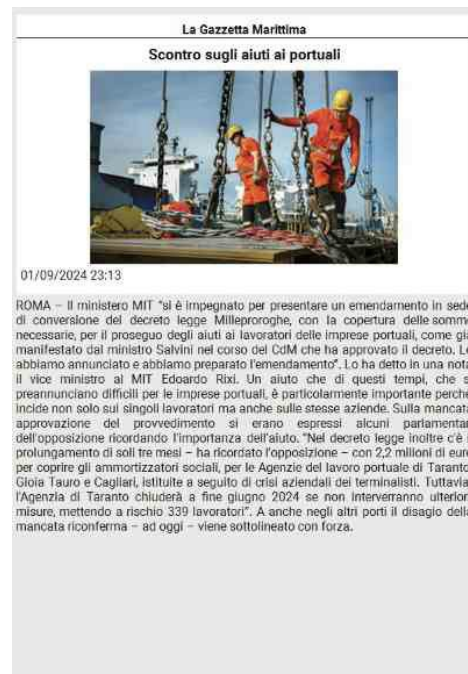 La Gazzetta Marittima
Scontro sugli aiuti ai portuali
01/09/2024 23:13
ROMA – Il ministero MIT "si è impegnato per presentare un emendamento in sede
di conversione del decreto legge Milleproroghe, con la copertura delle somme
necessarie, per il proseguo degli aiuti ai lavoratori delle imprese portuali, come già
manifestato dal ministro Salvini nel corso del CdM che ha approvato il decreto. Lo
abbiamo annunciato e abbiamo preparato l'emendamento". Lo ha detto in una nota
il vice ministro al MIT Edoardo Rixi. Un aiuto che di questi tempi, che si
preannunciano difficili per le imprese portuali, è particolarmente importante perché
incide non solo sui singoli lavoratori ma anche sulle stesse aziende. Sulla mancata
approvazione del provvedimento si erano espressi alcuni parlamentari
dell'opposizione ricordando l'importanza dell'aiuto. "Nel decreto legge inoltre c'è il
prolungamento di soli tre mesi – ha ricordato l'opposizione – con 2,2 milioni di euro
per coprire gli ammortizzatori sociali, per le Agenzie del lavoro portuale di Taranto,
Gioia Tauro e Cagliari, istituite a seguito di crisi aziendali dei terminalisti. Tuttavia,
l'Agenzia di Taranto chiuderà a fine giugno 2024 se non interverranno ulteriori
misure, mettendo a rischio 339 lavoratori". A anche negli altri porti il disagio della
mancata riconferma – ad oggi – viene sottolineato con forza.